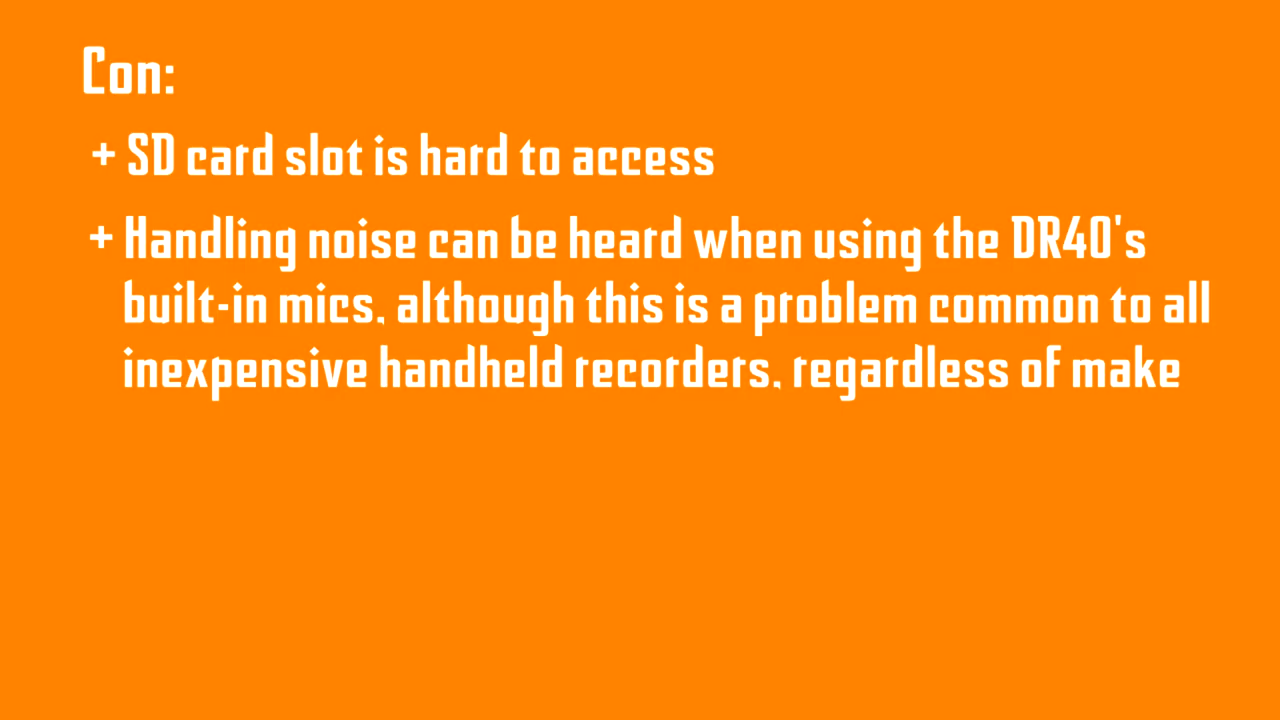 Con:
+ SD card slot is hard to access
+ Handling noise can be heard when using the DR40's
built-in mics, although this is a problem common to all
inexpensive handheld recorders, regardless of make